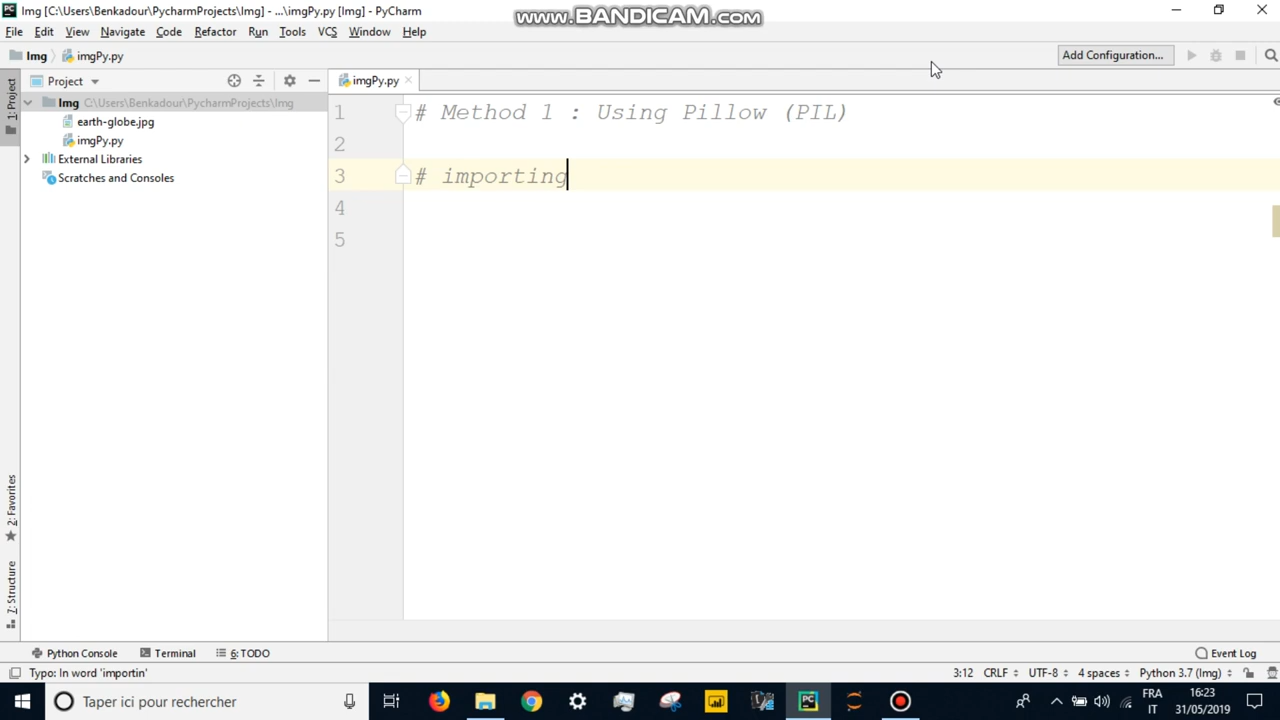 Img [C:\Users\Benkadour\PycharmProjects\Img] - ...\imgPy.py [Img] - PyCharm
www.BANDICAM.com
File Edit View Navigate Code Refactor Run Tools VCS Window Help
Img imgPy.py
Add Configuration...
1: Project
Project
imgPy.py
Img C:\Users\Benkadour\PycharmProjects\Img
earth-globe.jpg
imgPy.py
External Libraries
Scratches and Consoles
1 # Method 1 : Using Pillow (PIL)
2
3 # importing
4
5
2: Favorites
7: Structure
Python Console Terminal 6: TODO Event Log
Typo: In word 'importin' 3:12 CRLF UTF-8 4 spaces Python 3.7 (Img)
Taper ici pour rechercher
PC
FRA
IT
16:23
31/05/2019